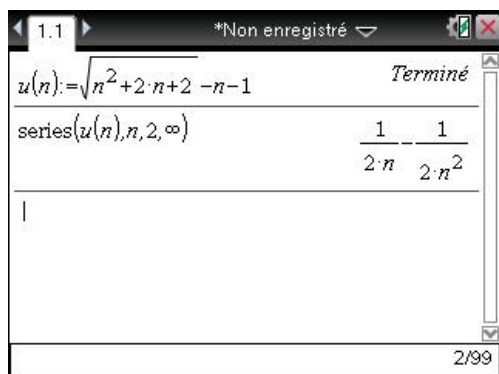 1.1 *Non enregistré
u(n):=√(n²+2·n+2) -n-1 Terminé
series(u(n),n,2,∞) 1/(2·n) - 1/(2·n²)
2/99